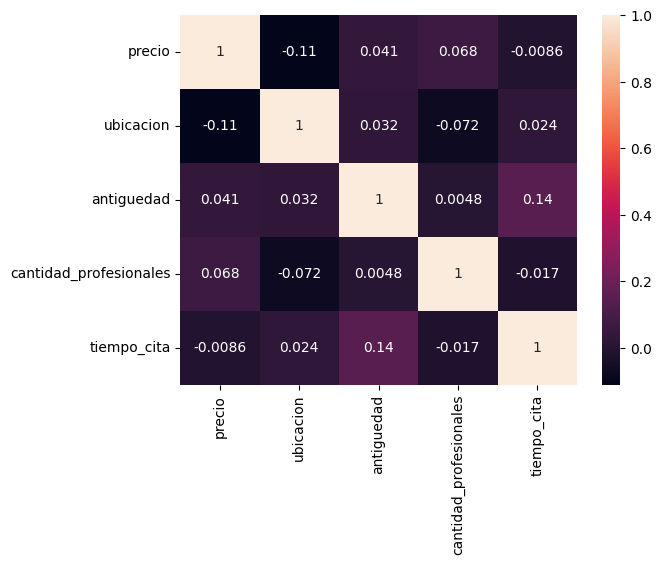 precio 1 -0.11 0.041 0.068 -0.0086
ubicacion -0.11 1 0.032 -0.072 0.024
antiguedad 0.041 0.032 1 0.0048 0.14
cantidad_profesionales 0.068 -0.072 0.0048 1 -0.017
tiempo_cita -0.0086 0.024 0.14 -0.017 1
precio
ubicacion
antiguedad
cantidad_profesionales
tiempo_cita
1.0
0.8
0.6
0.4
0.2
0.0